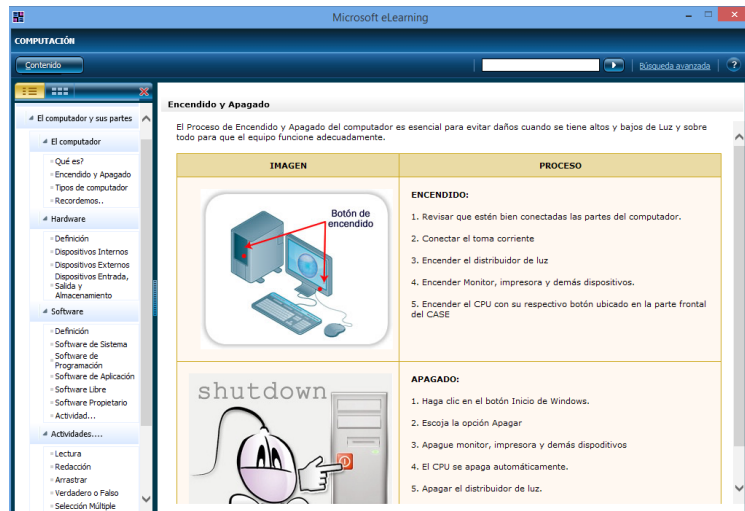 Microsoft eLearning
COMPUTACIÓN
Contenido
Búsqueda avanzada
?
El computador y sus partes
El computador
Qué es?
Encendido y Apagado
Tipos de computador
Recordemos..
Hardware
Definición
Dispositivos Internos
Dispositivos Externos
Dispositivos Entrada,
Salida y
Almacenamiento
Software
Definición
Software de Sistema
Software de
Programación
Software de Aplicación
Software Libre
Software Propietario
Actividad...
Actividades....
Lectura
Redacción
Arrastrar
Verdadero o Falso
Selección Múltiple
Encendido y Apagado
El Proceso de Encendido y Apagado del computador es esencial para evitar daños cuando se tiene altos y bajos de Luz y sobre
todo para que el equipo funcione adecuadamente.
IMAGEN
PROCESO
Botón de
encendido
ENCENDIDO:
1. Revisar que estén bien conectadas las partes del computador.
2. Conectar el toma corriente
3. Encender el distribuidor de luz
4. Encender Monitor, impresora y demás dispositivos.
5. Encender el CPU con su respectivo botón ubicado en la parte frontal
del CASE
shutdown
APAGADO:
1. Haga clic en el botón Inicio de Windows.
2. Escoja la opción Apagar
3. Apague monitor, impresora y demás dispoditivos
4. El CPU se apaga automáticamente.
5. Apagar el distribuidor de luz.